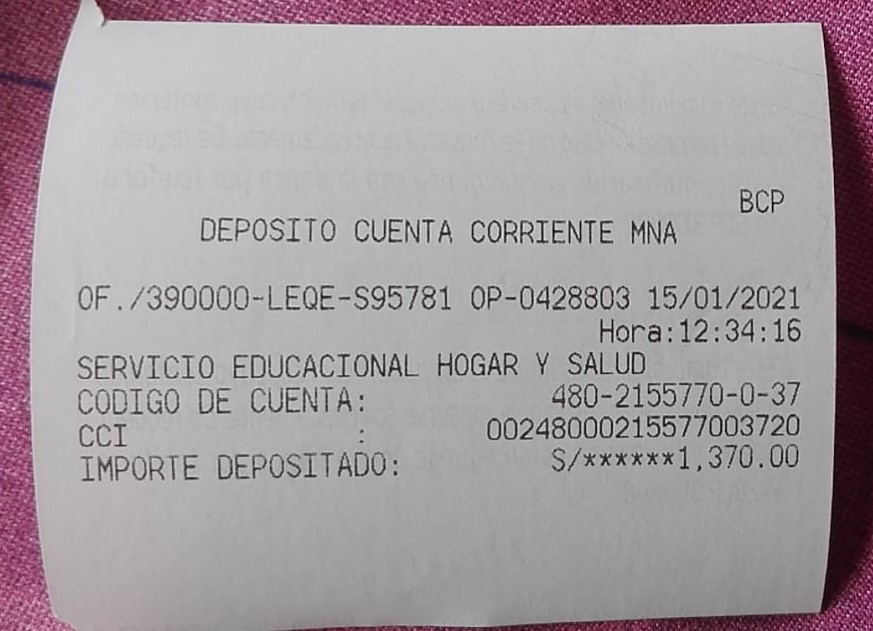 BCP
DEPOSITO CUENTA CORRIENTE MNA
OF./390000-LEQE-S95781 OP-0428803 15/01/2021
Hora:12:34:16
SERVICIO EDUCACIONAL HOGAR Y SALUD
CODIGO DE CUENTA: 480-2155770-0-37
CCI : 00248000215577003720
IMPORTE DEPOSITADO: S/******1,370.00